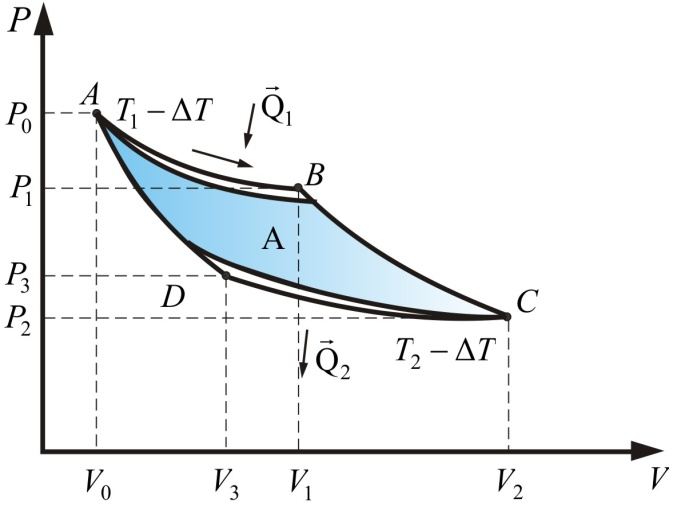 P
A
T₁ − ΔT
Q⃗₁
P₀
B
P₁
A
P₃
D
C
P₂
Q⃗₂
T₂ − ΔT
V₀
V₃
V₁
V₂
V